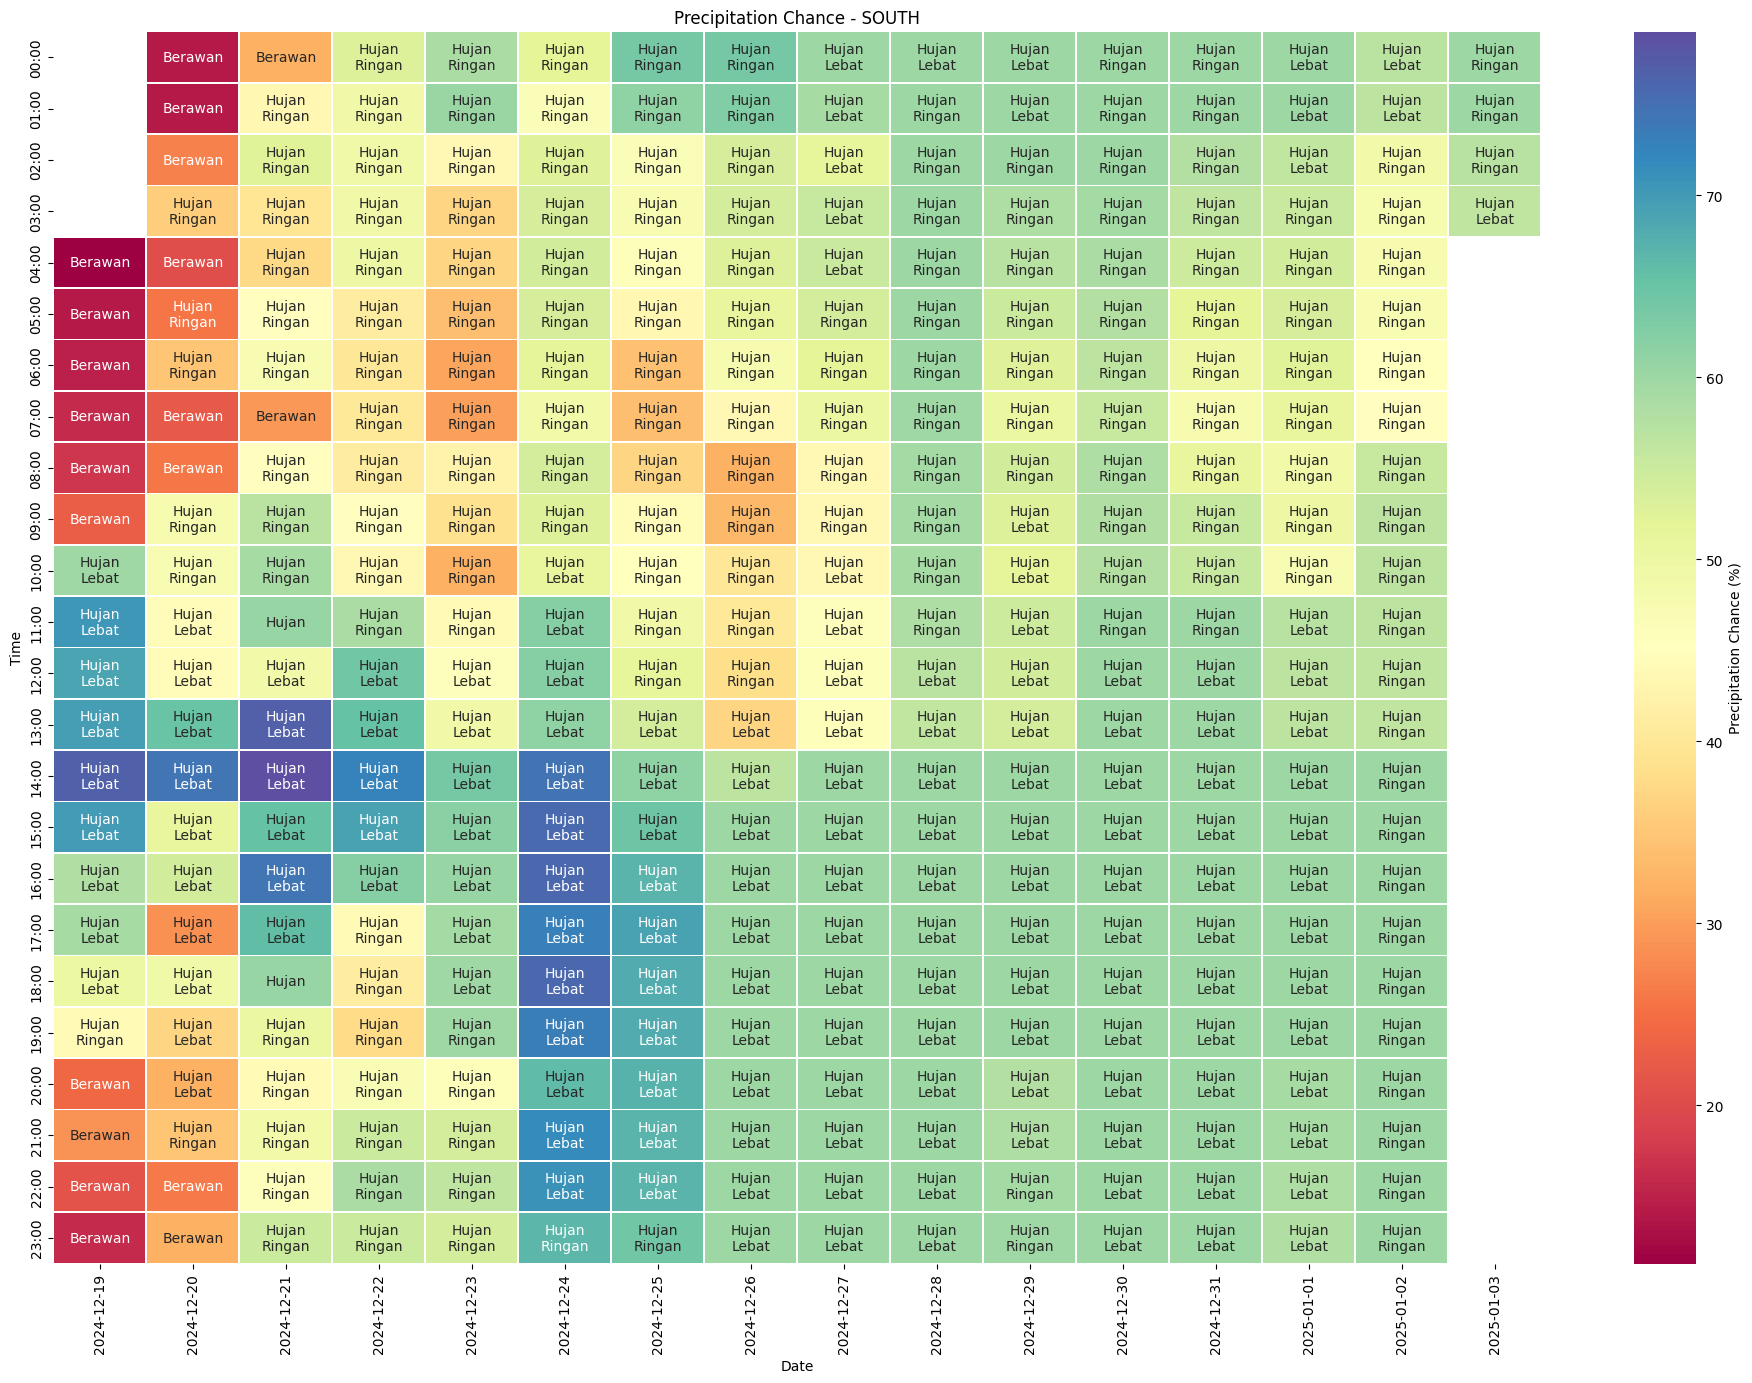 Precipitation Chance - SOUTH
00:00 Berawan Berawan Hujan Ringan Hujan Ringan Hujan Ringan Hujan Ringan Hujan Ringan Hujan Lebat Hujan Lebat Hujan Lebat Hujan Ringan Hujan Ringan Hujan Lebat Hujan Lebat Hujan Ringan
01:00 Berawan Hujan Ringan Hujan Ringan Hujan Ringan Hujan Ringan Hujan Ringan Hujan Ringan Hujan Lebat Hujan Ringan Hujan Lebat Hujan Ringan Hujan Ringan Hujan Lebat Hujan Lebat Hujan Ringan
02:00 Berawan Hujan Ringan Hujan Ringan Hujan Ringan Hujan Ringan Hujan Ringan Hujan Ringan Hujan Lebat Hujan Ringan Hujan Ringan Hujan Ringan Hujan Ringan Hujan Lebat Hujan Ringan Hujan Ringan
03:00 Hujan Ringan Hujan Ringan Hujan Ringan Hujan Ringan Hujan Ringan Hujan Ringan Hujan Ringan Hujan Lebat Hujan Ringan Hujan Ringan Hujan Ringan Hujan Ringan Hujan Ringan Hujan Ringan Hujan Lebat
04:00 Berawan Berawan Hujan Ringan Hujan Ringan Hujan Ringan Hujan Ringan Hujan Ringan Hujan Ringan Hujan Lebat Hujan Ringan Hujan Ringan Hujan Ringan Hujan Ringan Hujan Ringan Hujan Ringan
05:00 Berawan Hujan Ringan Hujan Ringan Hujan Ringan Hujan Ringan Hujan Ringan Hujan Ringan Hujan Ringan Hujan Ringan Hujan Ringan Hujan Ringan Hujan Ringan Hujan Ringan Hujan Ringan Hujan Ringan
06:00 Berawan Hujan Ringan Hujan Ringan Hujan Ringan Hujan Ringan Hujan Ringan Hujan Ringan Hujan Ringan Hujan Ringan Hujan Ringan Hujan Ringan Hujan Ringan Hujan Ringan Hujan Ringan Hujan Ringan
07:00 Berawan Berawan Berawan Hujan Ringan Hujan Ringan Hujan Ringan Hujan Ringan Hujan Ringan Hujan Ringan Hujan Ringan Hujan Ringan Hujan Ringan Hujan Ringan Hujan Ringan Hujan Ringan
08:00 Berawan Berawan Hujan Ringan Hujan Ringan Hujan Ringan Hujan Ringan Hujan Ringan Hujan Ringan Hujan Ringan Hujan Ringan Hujan Ringan Hujan Ringan Hujan Ringan Hujan Ringan Hujan Ringan
09:00 Berawan Hujan Ringan Hujan Ringan Hujan Ringan Hujan Ringan Hujan Ringan Hujan Ringan Hujan Ringan Hujan Ringan Hujan Ringan Hujan Lebat Hujan Ringan Hujan Ringan Hujan Ringan Hujan Ringan
10:00 Hujan Lebat Hujan Ringan Hujan Ringan Hujan Ringan Hujan Ringan Hujan Lebat Hujan Ringan Hujan Ringan Hujan Lebat Hujan Ringan Hujan Lebat Hujan Ringan Hujan Ringan Hujan Ringan Hujan Ringan
11:00 Hujan Lebat Hujan Lebat Hujan Hujan Ringan Hujan Ringan Hujan Lebat Hujan Ringan Hujan Ringan Hujan Lebat Hujan Ringan Hujan Lebat Hujan Ringan Hujan Ringan Hujan Lebat Hujan Ringan
12:00 Hujan Lebat Hujan Lebat Hujan Lebat Hujan Lebat Hujan Lebat Hujan Lebat Hujan Ringan Hujan Ringan Hujan Lebat Hujan Lebat Hujan Lebat Hujan Lebat Hujan Lebat Hujan Lebat Hujan Ringan
13:00 Hujan Lebat Hujan Lebat Hujan Lebat Hujan Lebat Hujan Lebat Hujan Lebat Hujan Lebat Hujan Lebat Hujan Lebat Hujan Lebat Hujan Lebat Hujan Lebat Hujan Lebat Hujan Lebat Hujan Ringan
14:00 Hujan Lebat Hujan Lebat Hujan Lebat Hujan Lebat Hujan Lebat Hujan Lebat Hujan Lebat Hujan Lebat Hujan Lebat Hujan Lebat Hujan Lebat Hujan Lebat Hujan Lebat Hujan Lebat Hujan Ringan
15:00 Hujan Lebat Hujan Lebat Hujan Lebat Hujan Lebat Hujan Lebat Hujan Lebat Hujan Lebat Hujan Lebat Hujan Lebat Hujan Lebat Hujan Lebat Hujan Lebat Hujan Lebat Hujan Lebat Hujan Ringan
16:00 Hujan Lebat Hujan Lebat Hujan Lebat Hujan Lebat Hujan Lebat Hujan Lebat Hujan Lebat Hujan Lebat Hujan Lebat Hujan Lebat Hujan Lebat Hujan Lebat Hujan Lebat Hujan Lebat Hujan Ringan
17:00 Hujan Lebat Hujan Lebat Hujan Lebat Hujan Ringan Hujan Lebat Hujan Lebat Hujan Lebat Hujan Lebat Hujan Lebat Hujan Lebat Hujan Lebat Hujan Lebat Hujan Lebat Hujan Lebat Hujan Ringan
18:00 Hujan Lebat Hujan Lebat Hujan Hujan Ringan Hujan Lebat Hujan Lebat Hujan Lebat Hujan Lebat Hujan Lebat Hujan Lebat Hujan Lebat Hujan Lebat Hujan Lebat Hujan Lebat Hujan Ringan
19:00 Hujan Ringan Hujan Lebat Hujan Ringan Hujan Ringan Hujan Ringan Hujan Lebat Hujan Lebat Hujan Lebat Hujan Lebat Hujan Lebat Hujan Lebat Hujan Lebat Hujan Lebat Hujan Lebat Hujan Ringan
20:00 Berawan Hujan Lebat Hujan Ringan Hujan Ringan Hujan Ringan Hujan Lebat Hujan Lebat Hujan Lebat Hujan Lebat Hujan Lebat Hujan Lebat Hujan Lebat Hujan Lebat Hujan Lebat Hujan Ringan
21:00 Berawan Hujan Ringan Hujan Ringan Hujan Ringan Hujan Ringan Hujan Lebat Hujan Lebat Hujan Lebat Hujan Lebat Hujan Lebat Hujan Lebat Hujan Lebat Hujan Lebat Hujan Lebat Hujan Ringan
22:00 Berawan Berawan Hujan Ringan Hujan Ringan Hujan Ringan Hujan Lebat Hujan Lebat Hujan Lebat Hujan Lebat Hujan Lebat Hujan Ringan Hujan Lebat Hujan Lebat Hujan Lebat Hujan Ringan
23:00 Berawan Berawan Hujan Ringan Hujan Ringan Hujan Ringan Hujan Ringan Hujan Ringan Hujan Lebat Hujan Lebat Hujan Lebat Hujan Ringan Hujan Lebat Hujan Lebat Hujan Lebat Hujan Ringan
Time
2024-12-19 2024-12-20 2024-12-21 2024-12-22 2024-12-23 2024-12-24 2024-12-25 2024-12-26 2024-12-27 2024-12-28 2024-12-29 2024-12-30 2024-12-31 2025-01-01 2025-01-02 2025-01-03
Date
70
60
50
40
30
20
Precipitation Chance (%)